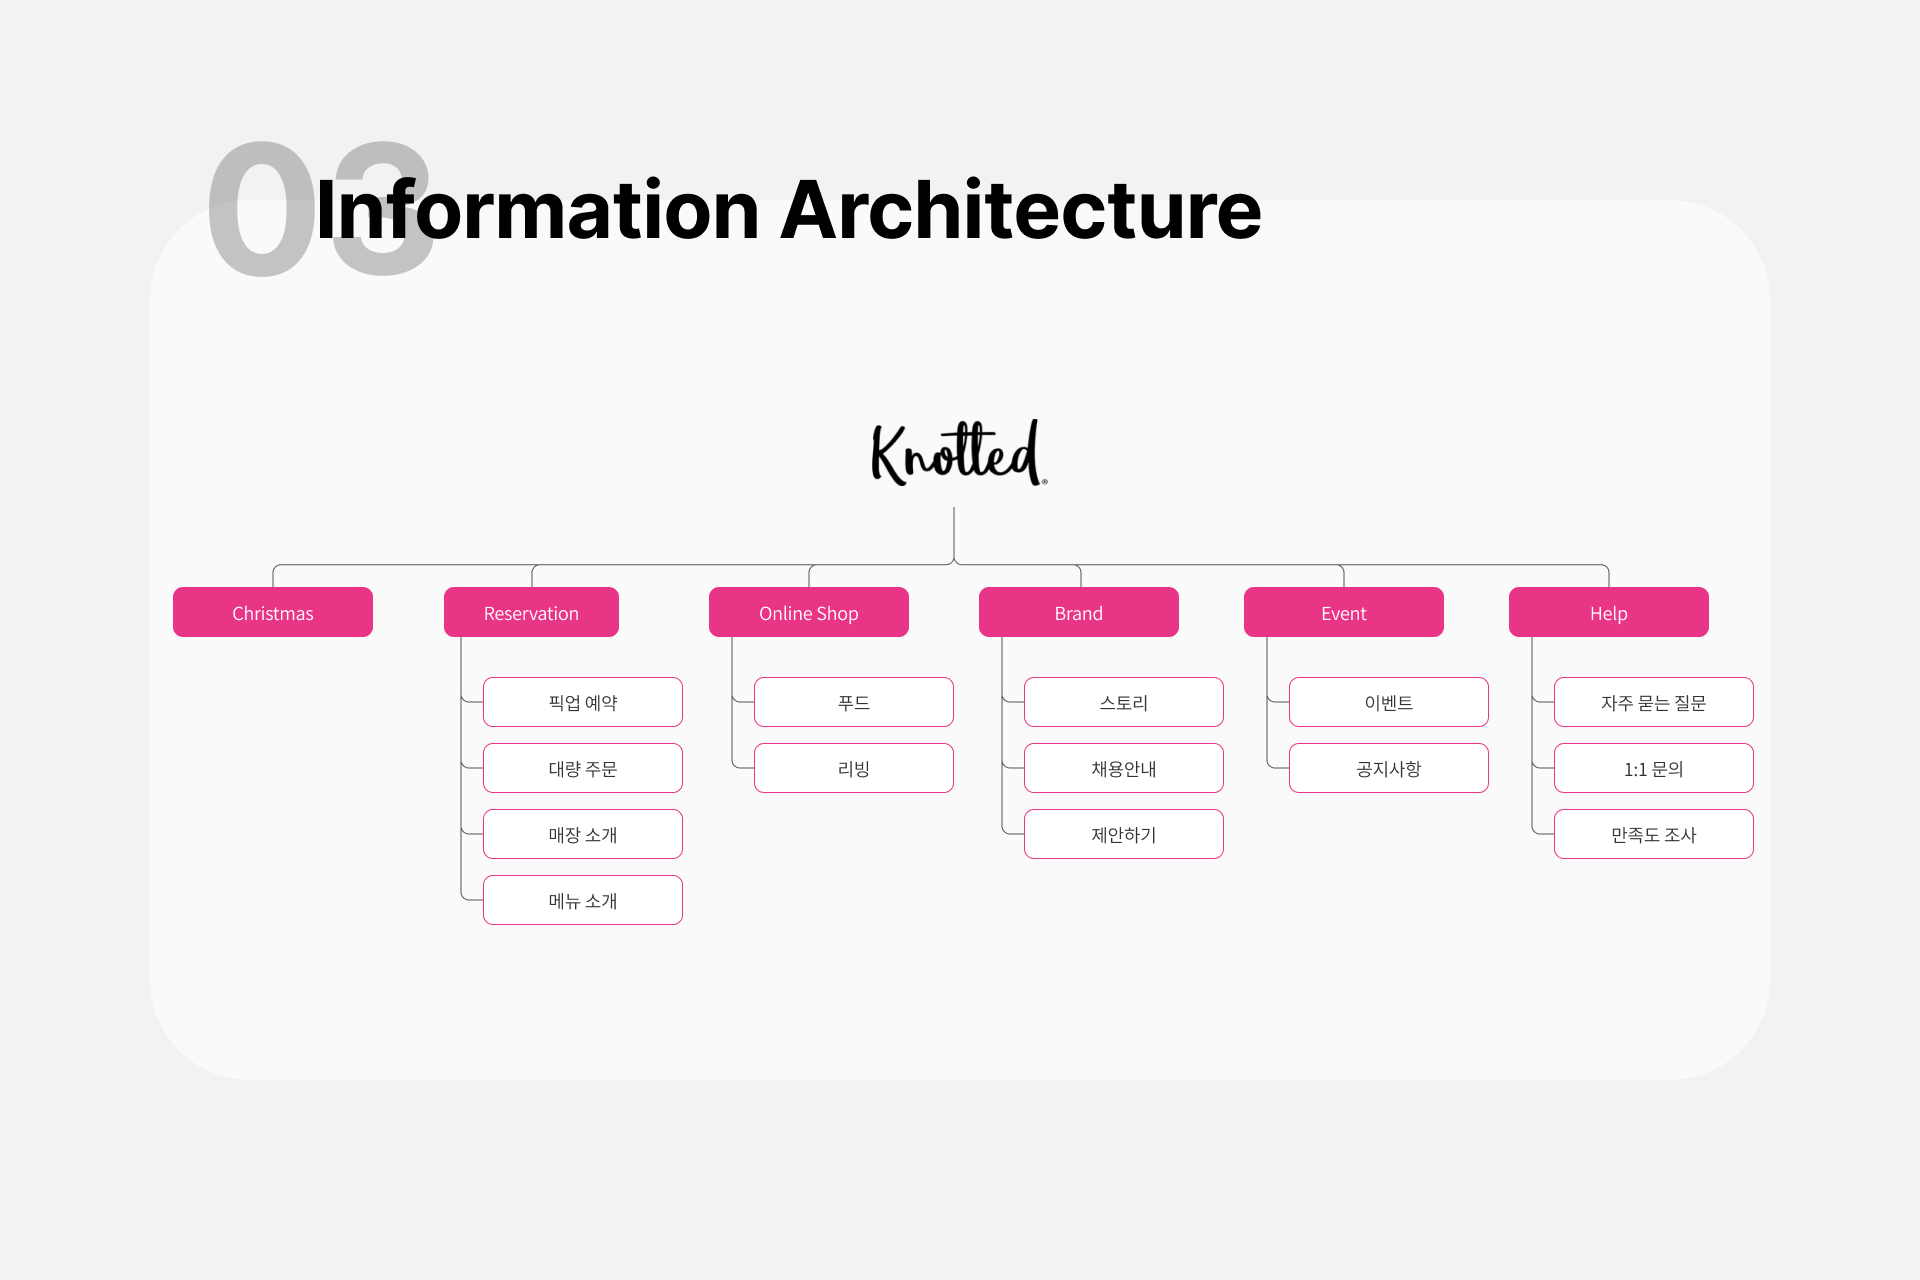 03
Information Architecture
Knotted®
Christmas
Reservation
Online Shop
Brand
Event
Help
픽업 예약
대량 주문
매장 소개
메뉴 소개
푸드
리빙
스토리
채용안내
제안하기
이벤트
공지사항
자주 묻는 질문
1:1 문의
만족도 조사